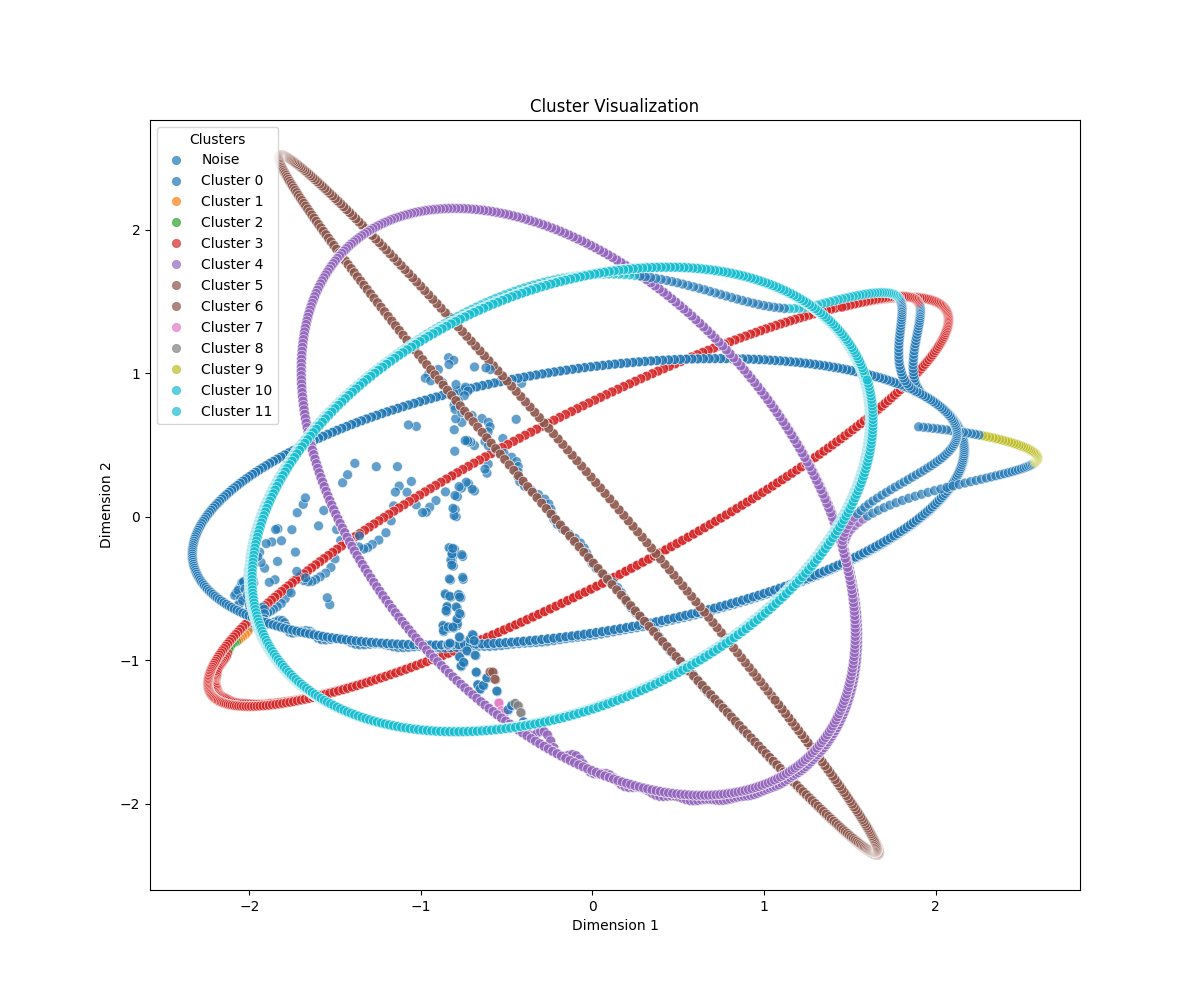 Cluster Visualization
Clusters
Noise
Cluster 0
Cluster 1
Cluster 2
Cluster 3
Cluster 4
Cluster 5
Cluster 6
Cluster 7
Cluster 8
Cluster 9
Cluster 10
Cluster 11
2
1
0
−1
−2
Dimension 2
−2
−1
0
1
2
Dimension 1